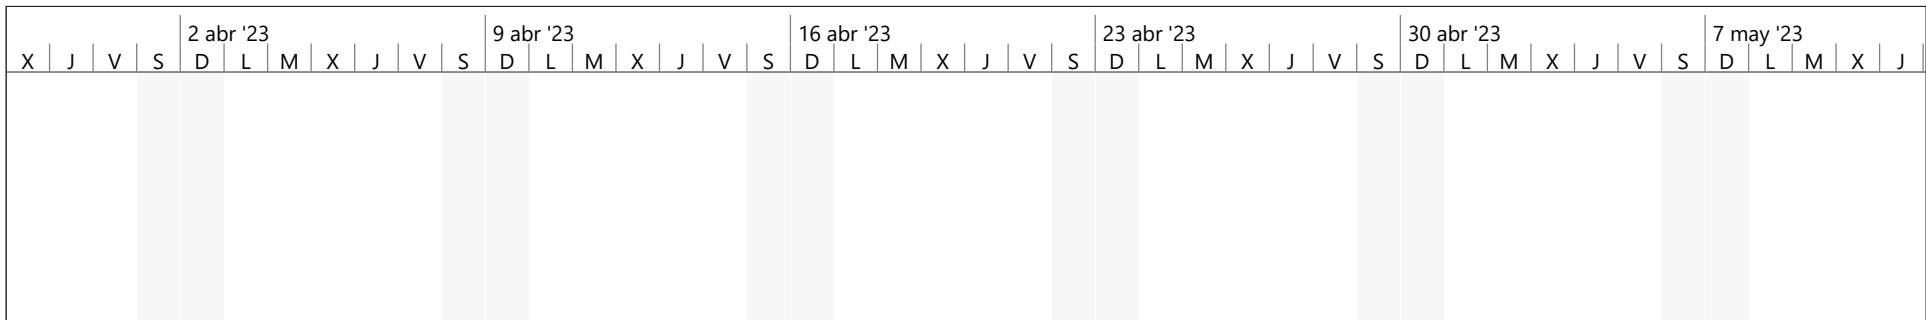 2 abr '23 9 abr '23 16 abr '23 23 abr '23 30 abr '23 7 may '23
X J V S D L M X J V S D L M X J V S D L M X J V S D L M X J V S D L M X J V S D L M X J